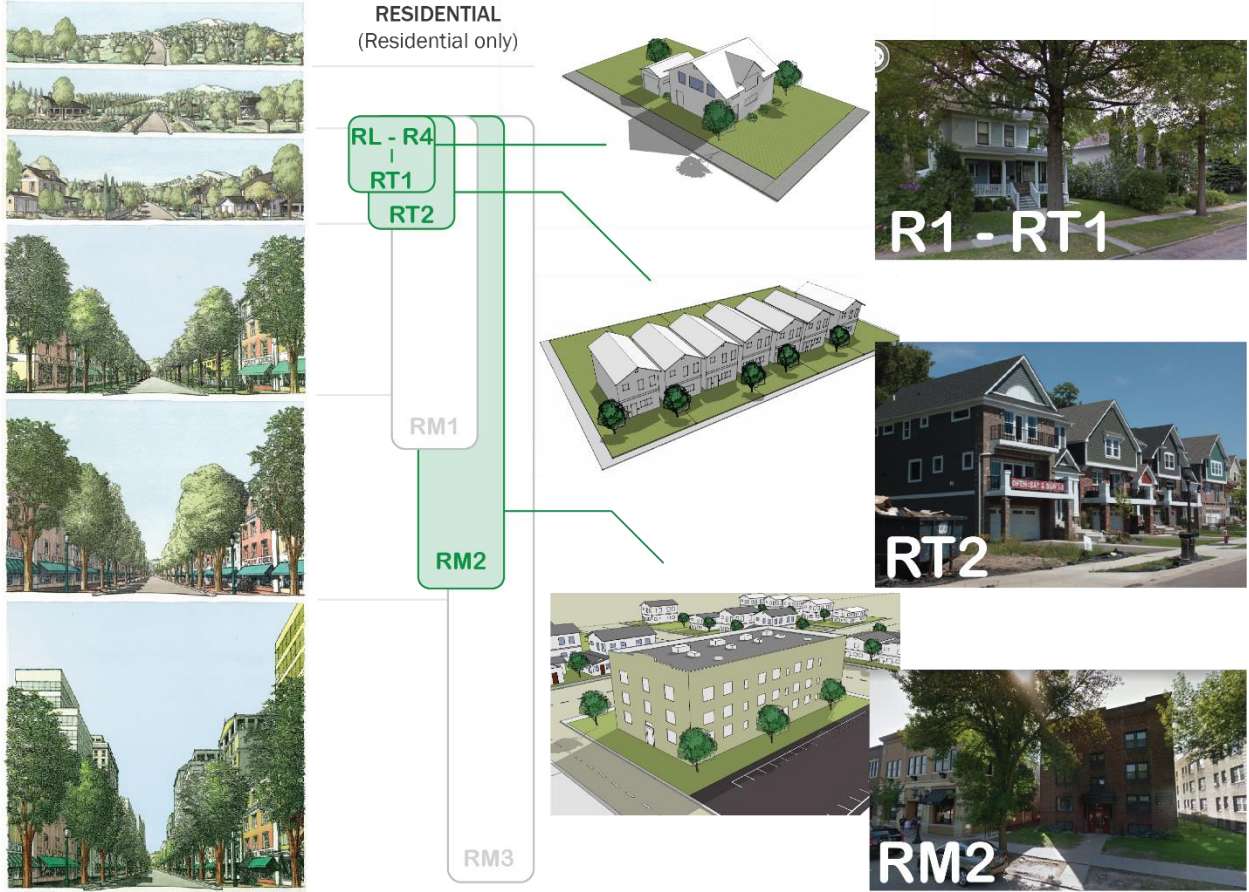 RESIDENTIAL
(Residential only)
RL - R4
RT1
RT2
RM1
RM2
RM3
R1 - RT1
RT2
RM2